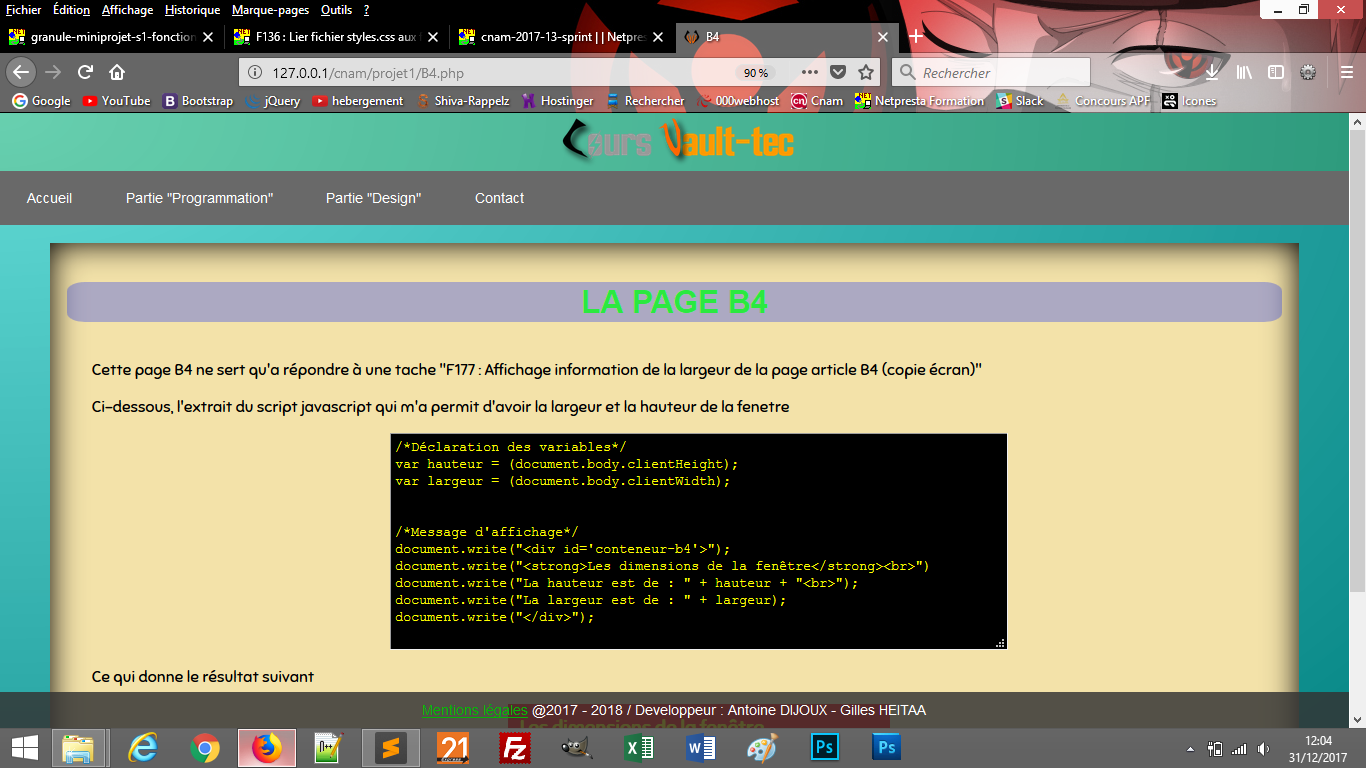 Fichier Édition Affichage Historique Marque-pages Outils ?
granule-miniprojet-s1-fonction F136 : Lier fichier styles.css aux cnam-2017-13-sprint | | Netpres B4
127.0.0.1/cnam/projet1/B4.php 90 % Rechercher
Google YouTube Bootstrap jQuery hebergement Shiva-Rappelz Hostinger Rechercher 000webhost Cnam Netpresta Formation Slack Concours APF Icones
Cours Vault-tec
Accueil Partie "Programmation" Partie "Design" Contact
LA PAGE B4
Cette page B4 ne sert qu'a répondre à une tache "F177 : Affichage information de la largeur de la page article B4 (copie écran)"
Ci-dessous, l'extrait du script javascript qui m'a permit d'avoir la largeur et la hauteur de la fenetre
/*Déclaration des variables*/
var hauteur = (document.body.clientHeight);
var largeur = (document.body.clientWidth);
/*Message d'affichage*/
document.write("<div id='conteneur-b4'>");
document.write("<strong>Les dimensions de la fenêtre</strong><br>")
document.write("La hauteur est de : " + hauteur + "<br>");
document.write("La largeur est de : " + largeur);
document.write("</div>");
Ce qui donne le résultat suivant
Mentions légales @2017 - 2018 / Developpeur : Antoine DIJOUX - Gilles HEITAA
Les dimensions de la fenêtre
12:04
31/12/2017